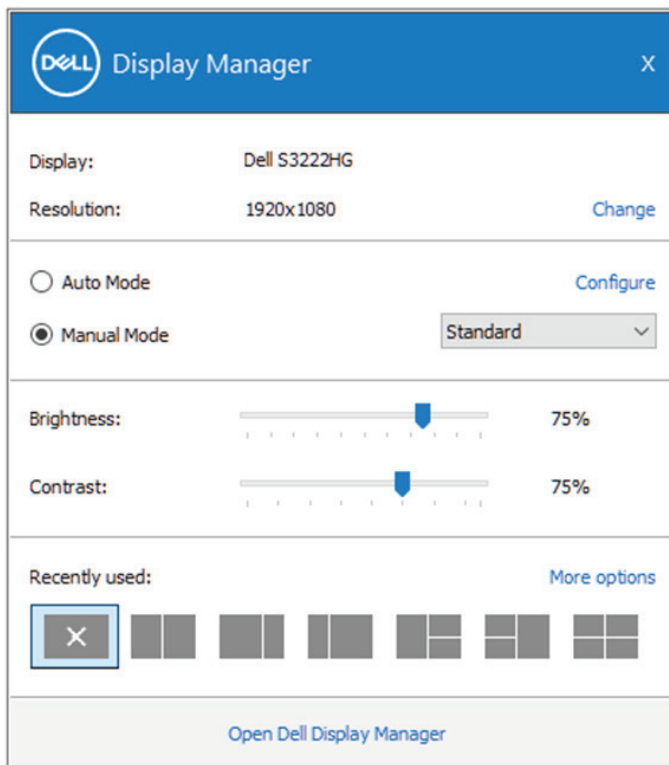 DELL Display Manager X
Display: Dell S3222HG
Resolution: 1920x1080 Change
Auto Mode Configure
Manual Mode Standard
Brightness: 75%
Contrast: 75%
Recently used: More options
Open Dell Display Manager